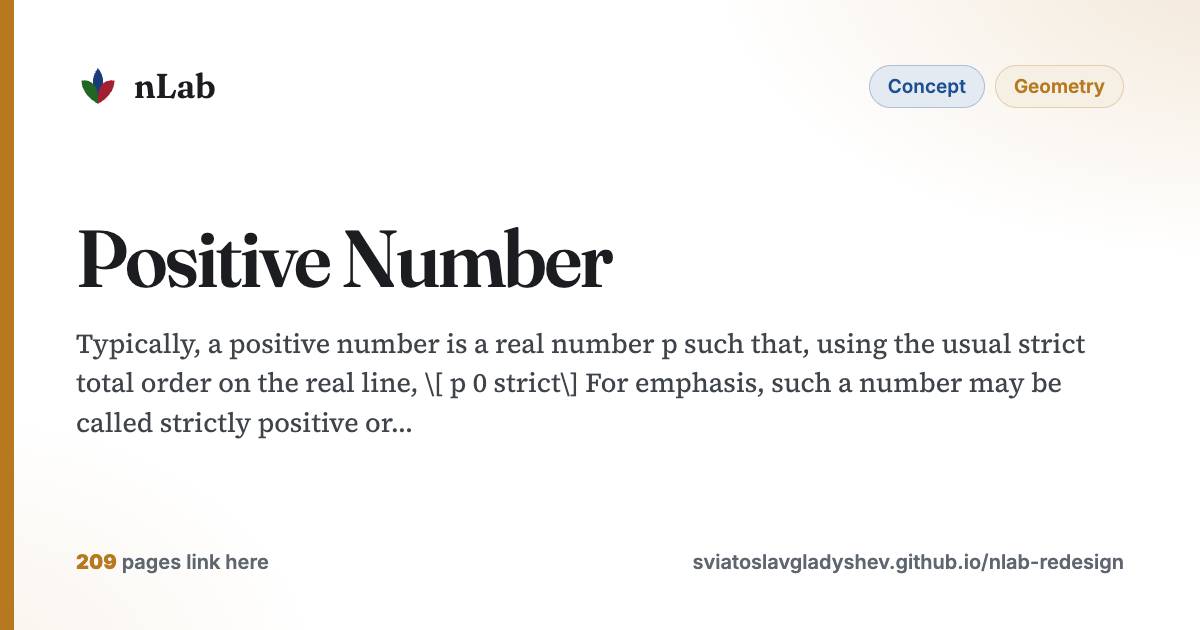 nLab
Concept
Geometry
Positive Number
Typically, a positive number is a real number p such that, using the usual strict
total order on the real line, \[ p 0 strict\] For emphasis, such a number may be
called strictly positive or...
209 pages link here
sviatoslavgladyshev.github.io/nlab-redesign